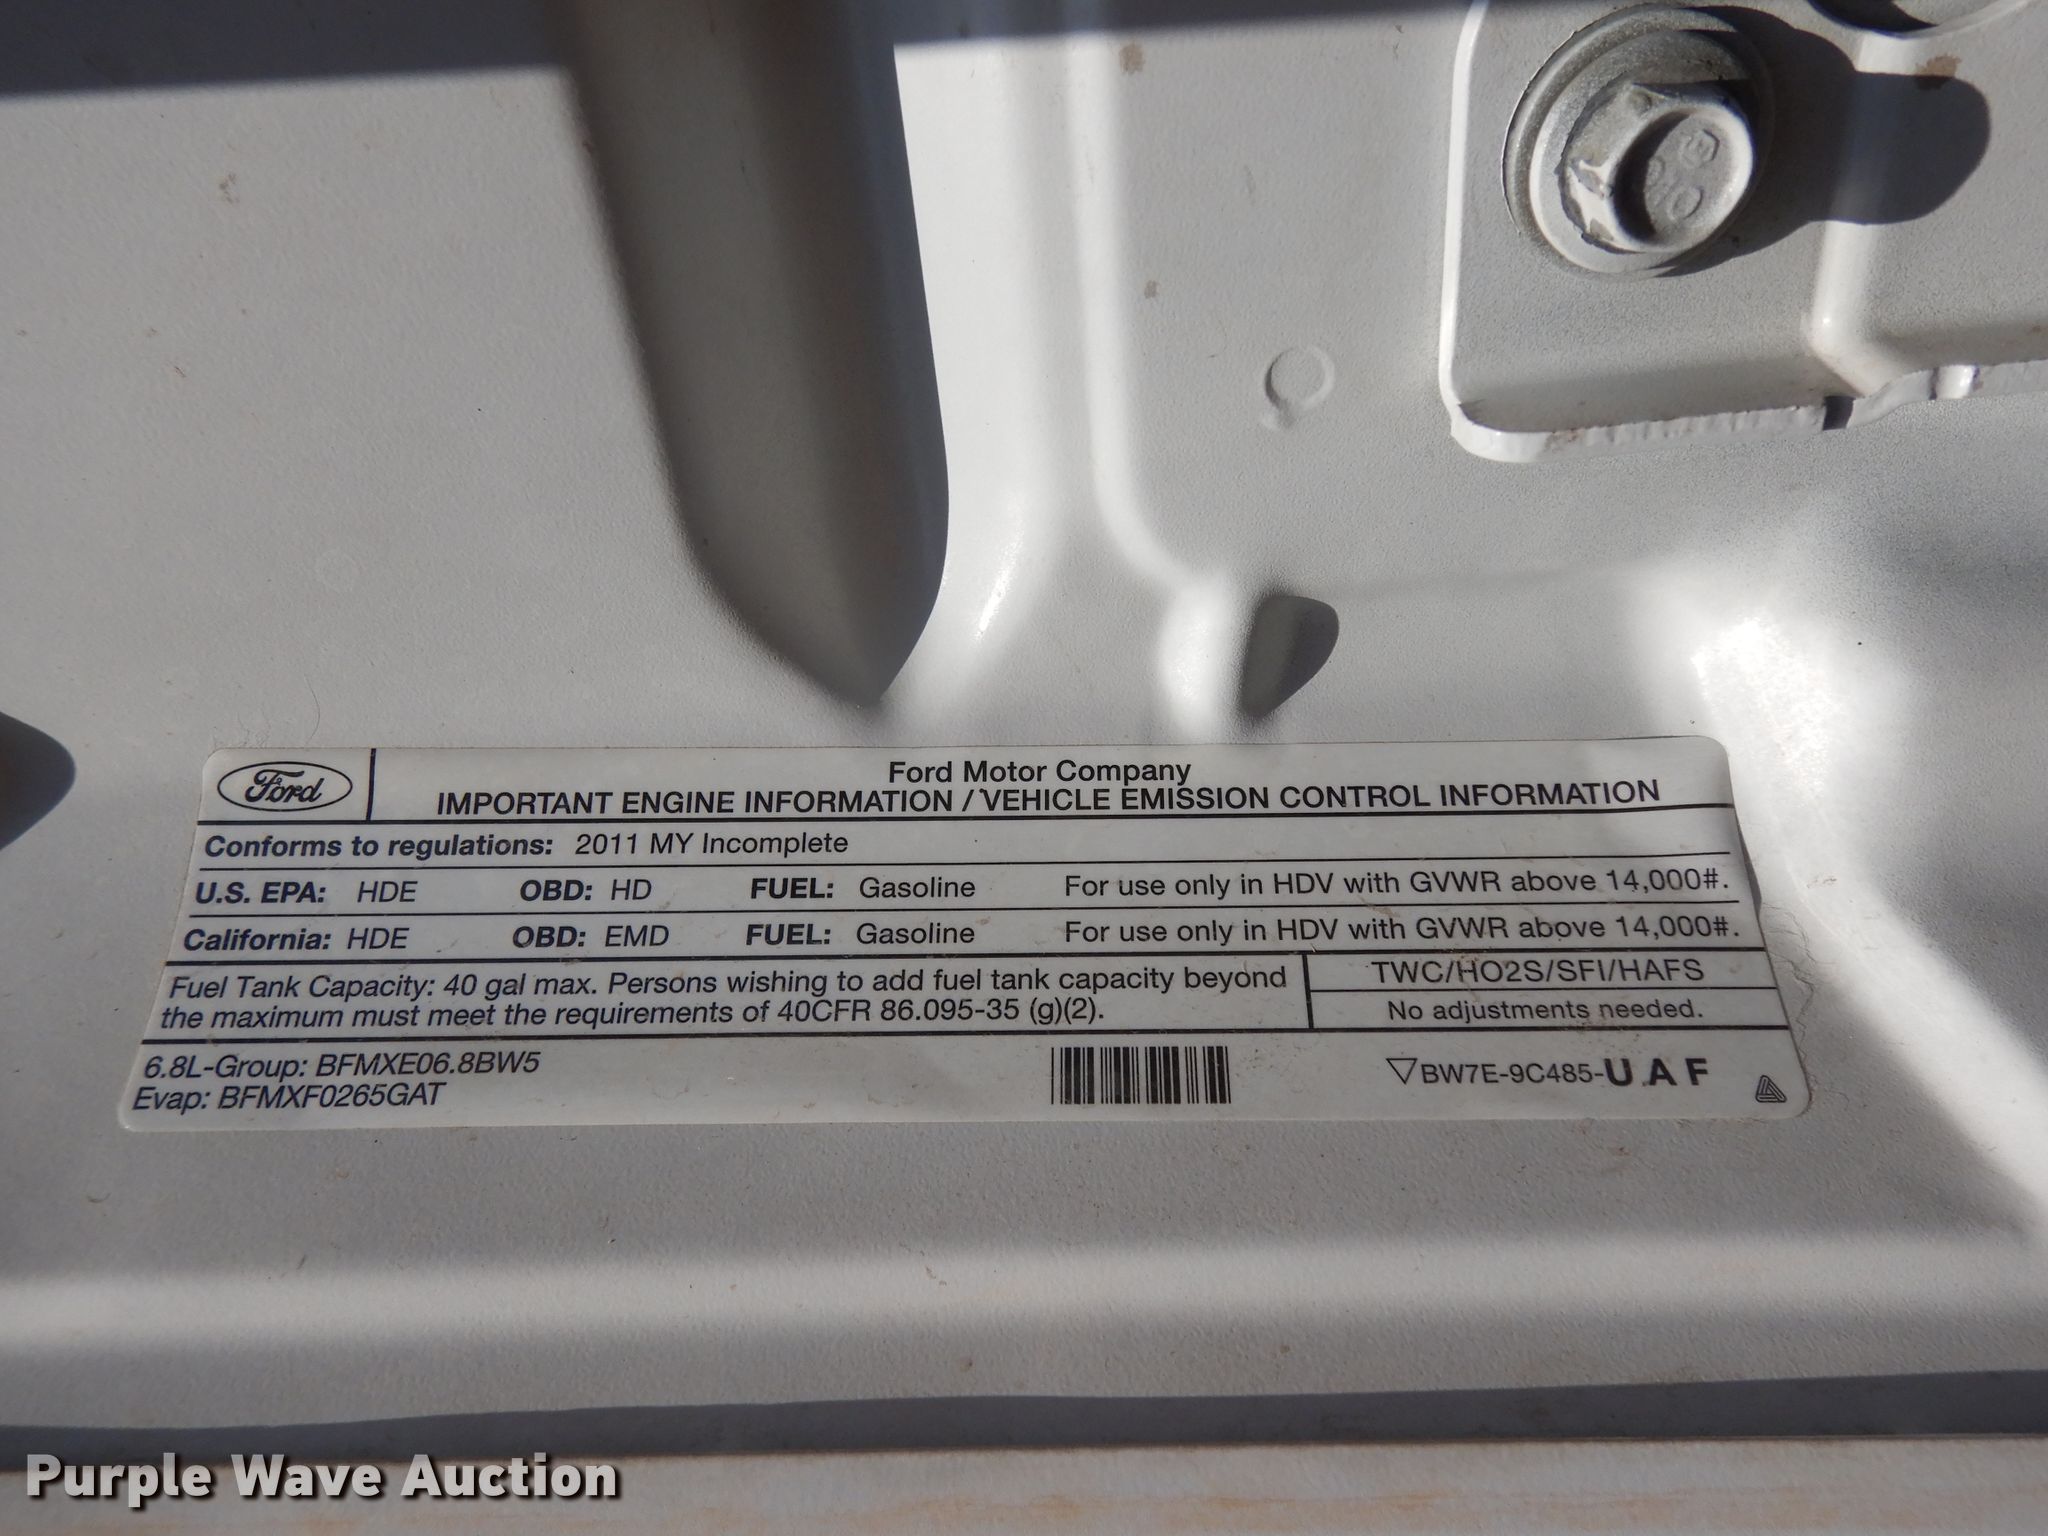 Ford
Ford Motor Company
IMPORTANT ENGINE INFORMATION / VEHICLE EMISSION CONTROL INFORMATION
Conforms to regulations: 2011 MY Incomplete
U.S. EPA: HDE OBD: HD FUEL: Gasoline For use only in HDV with GVWR above 14,000#.
California: HDE OBD: EMD FUEL: Gasoline For use only in HDV with GVWR above 14,000#.
Fuel Tank Capacity: 40 gal max. Persons wishing to add fuel tank capacity beyond
the maximum must meet the requirements of 40CFR 86.095-35 (g)(2).
TWC/HO2S/SFI/HAFS
No adjustments needed.
6.8L-Group: BFMXE06.8BW5
Evap: BFMXF0265GAT
BW7E-9C485-UAF
Purple Wave Auction